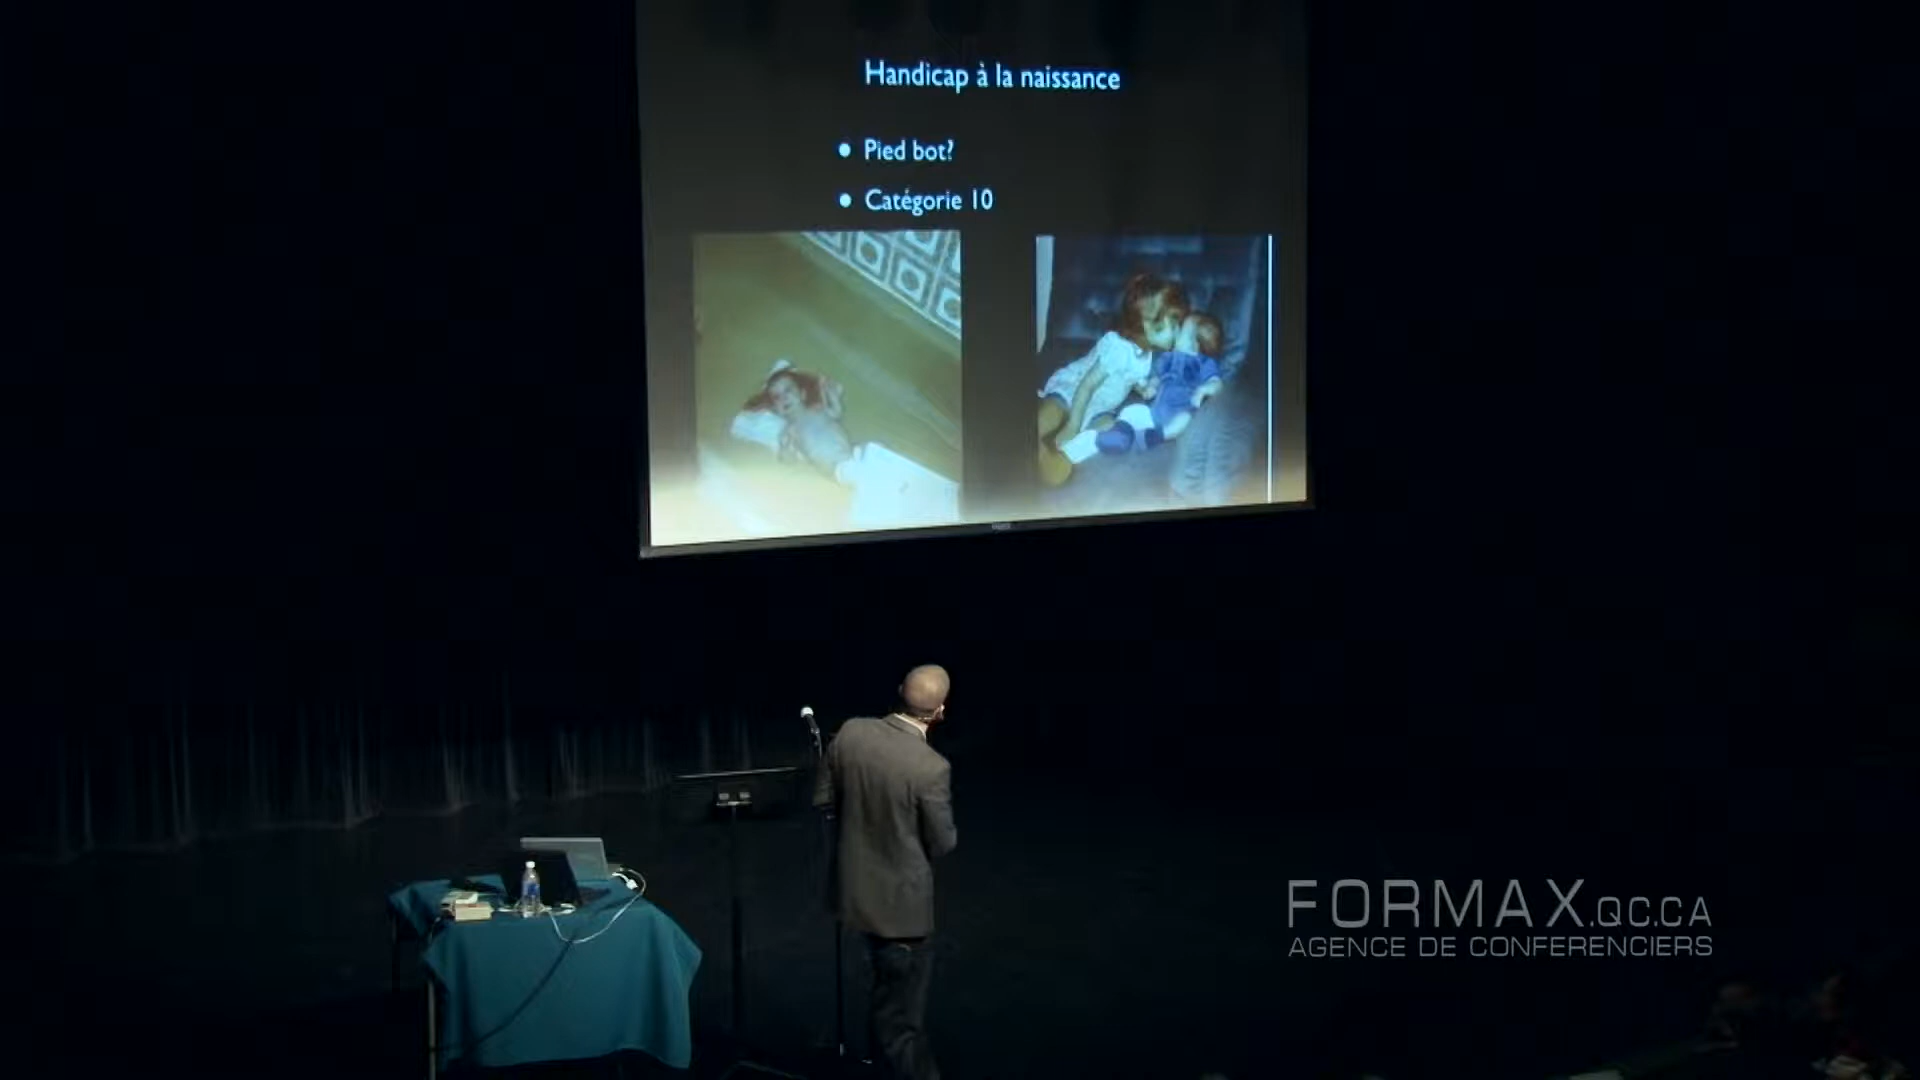 Handicap à la naissance
• Pied bot?
• Catégorie 10
FORMAX.QC.CA
AGENCE DE CONFERENCIERS